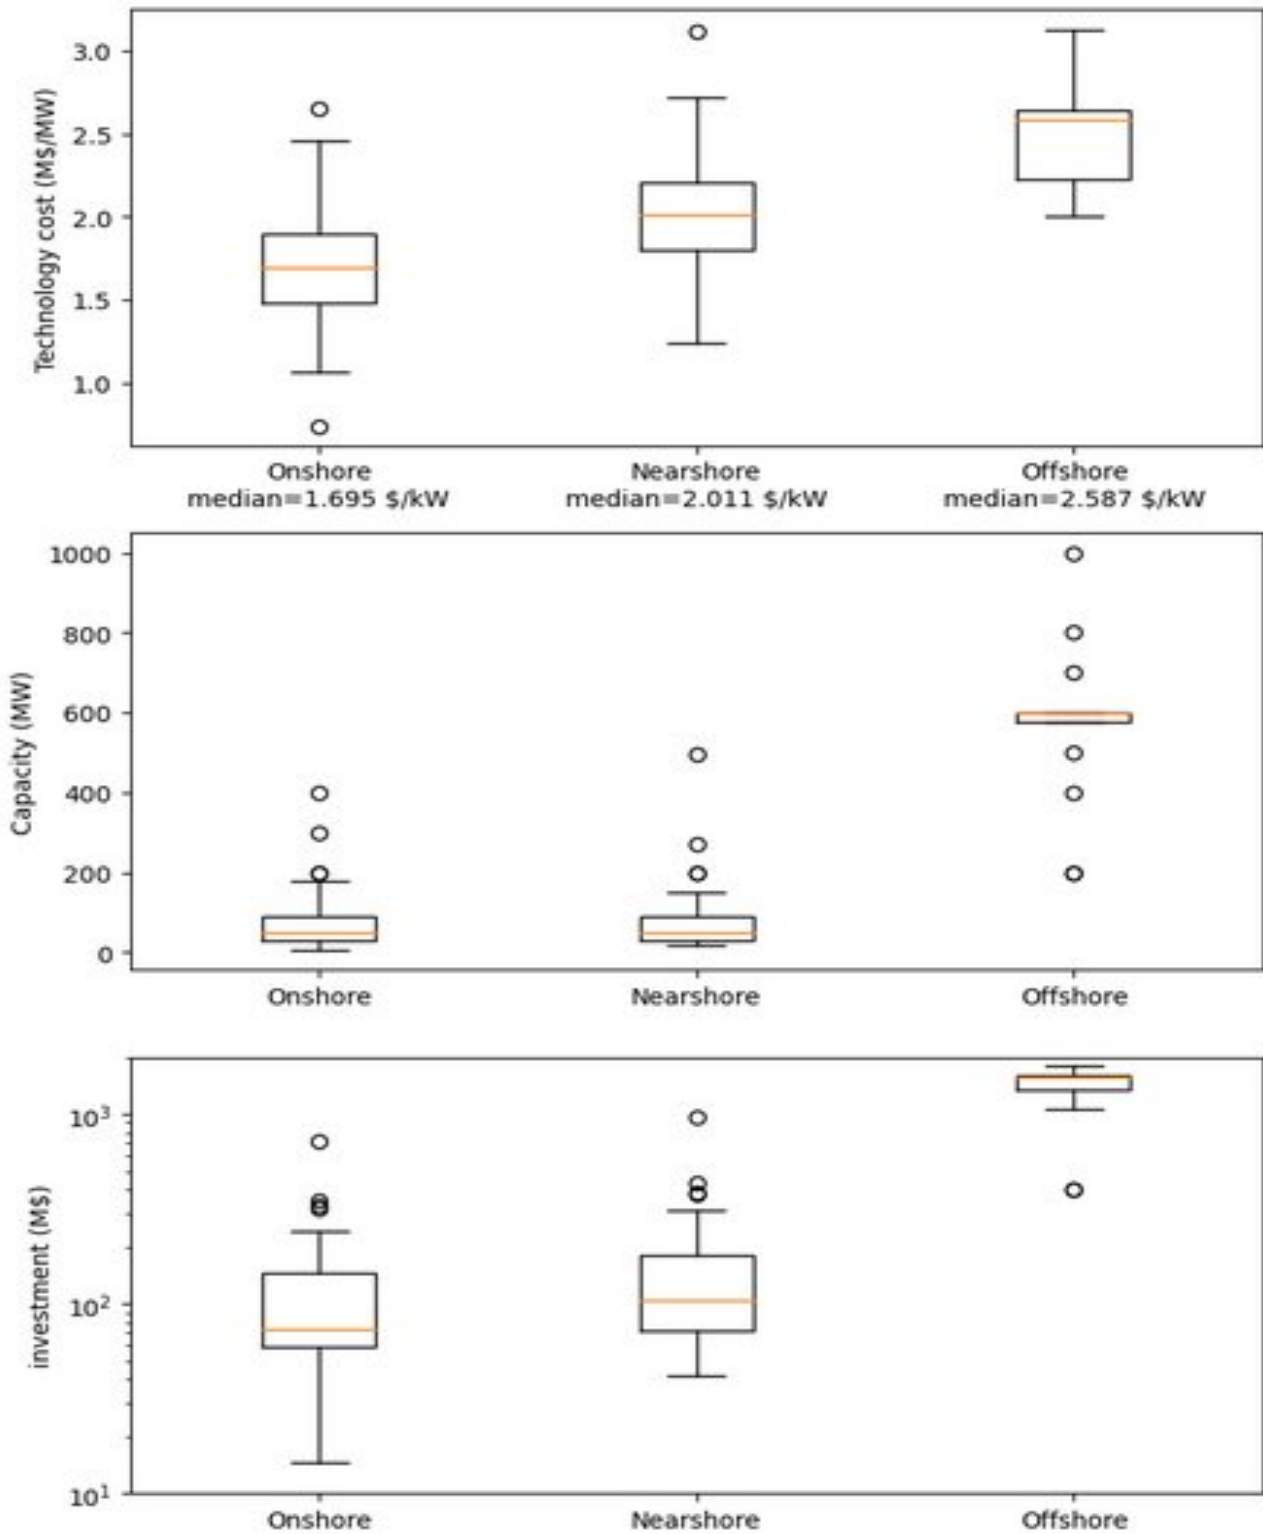 Technology cost (M$/MW)
3.0
2.5
2.0
1.5
1.0
Onshore Nearshore Offshore
median=1.695 $/kW median=2.011 $/kW median=2.587 $/kW
Capacity (MW)
1000
800
600
400
200
0
Onshore Nearshore Offshore
investment (M$)
10³
10²
10¹
Onshore Nearshore Offshore